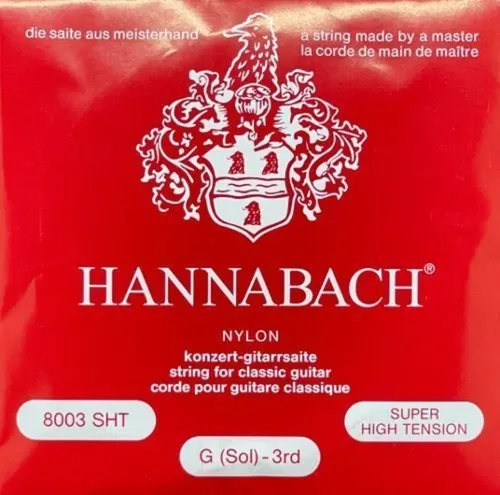 die saite aus meisterhand
a string made by a master
la corde de main de maître
HANNABACH®
NYLON
konzert-gitarrsaite
string for classic guitar
corde pour guitare classique
8003 SHT
SUPER
HIGH TENSION
G (Sol) - 3rd